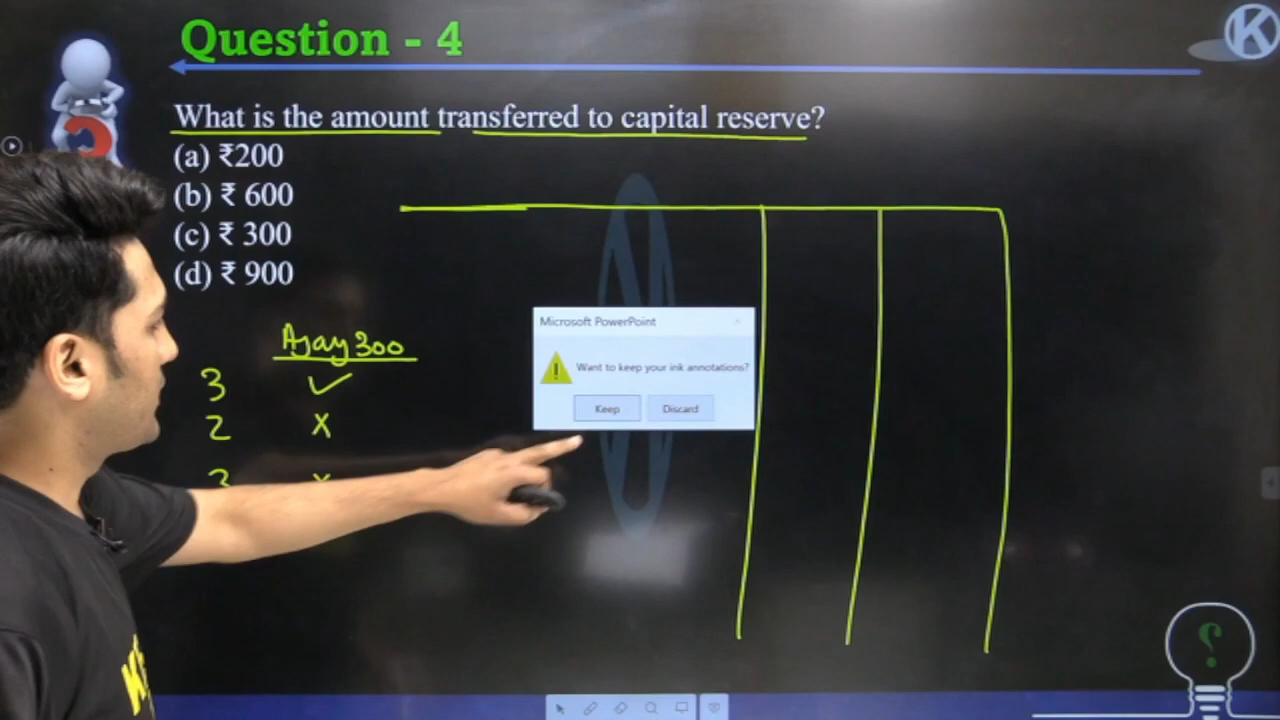 Question - 4
K
What is the amount transferred to capital reserve?
(a) ₹200
(b) ₹ 600
(c) ₹ 300
(d) ₹ 900
Ajay 300
3 ✓
2 x
Microsoft PowerPoint
Want to keep your ink annotations?
Keep
Discard
?